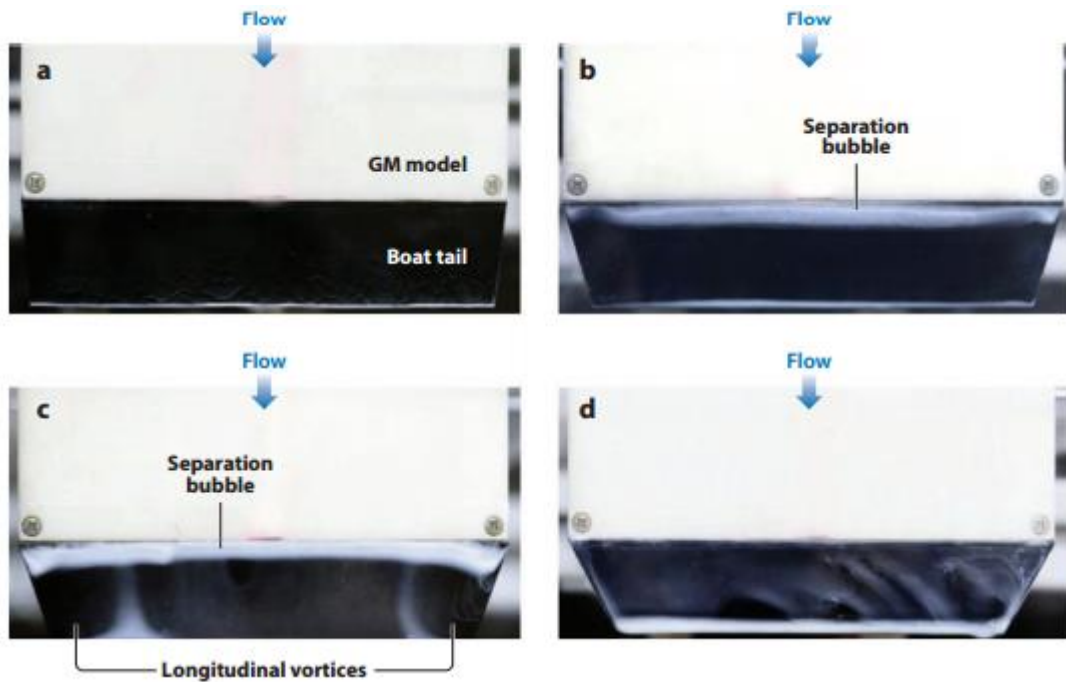 Flow
a
GM model
Boat tail
Flow
b
Separation
bubble
Flow
c
Separation
bubble
Longitudinal vortices
Flow
d